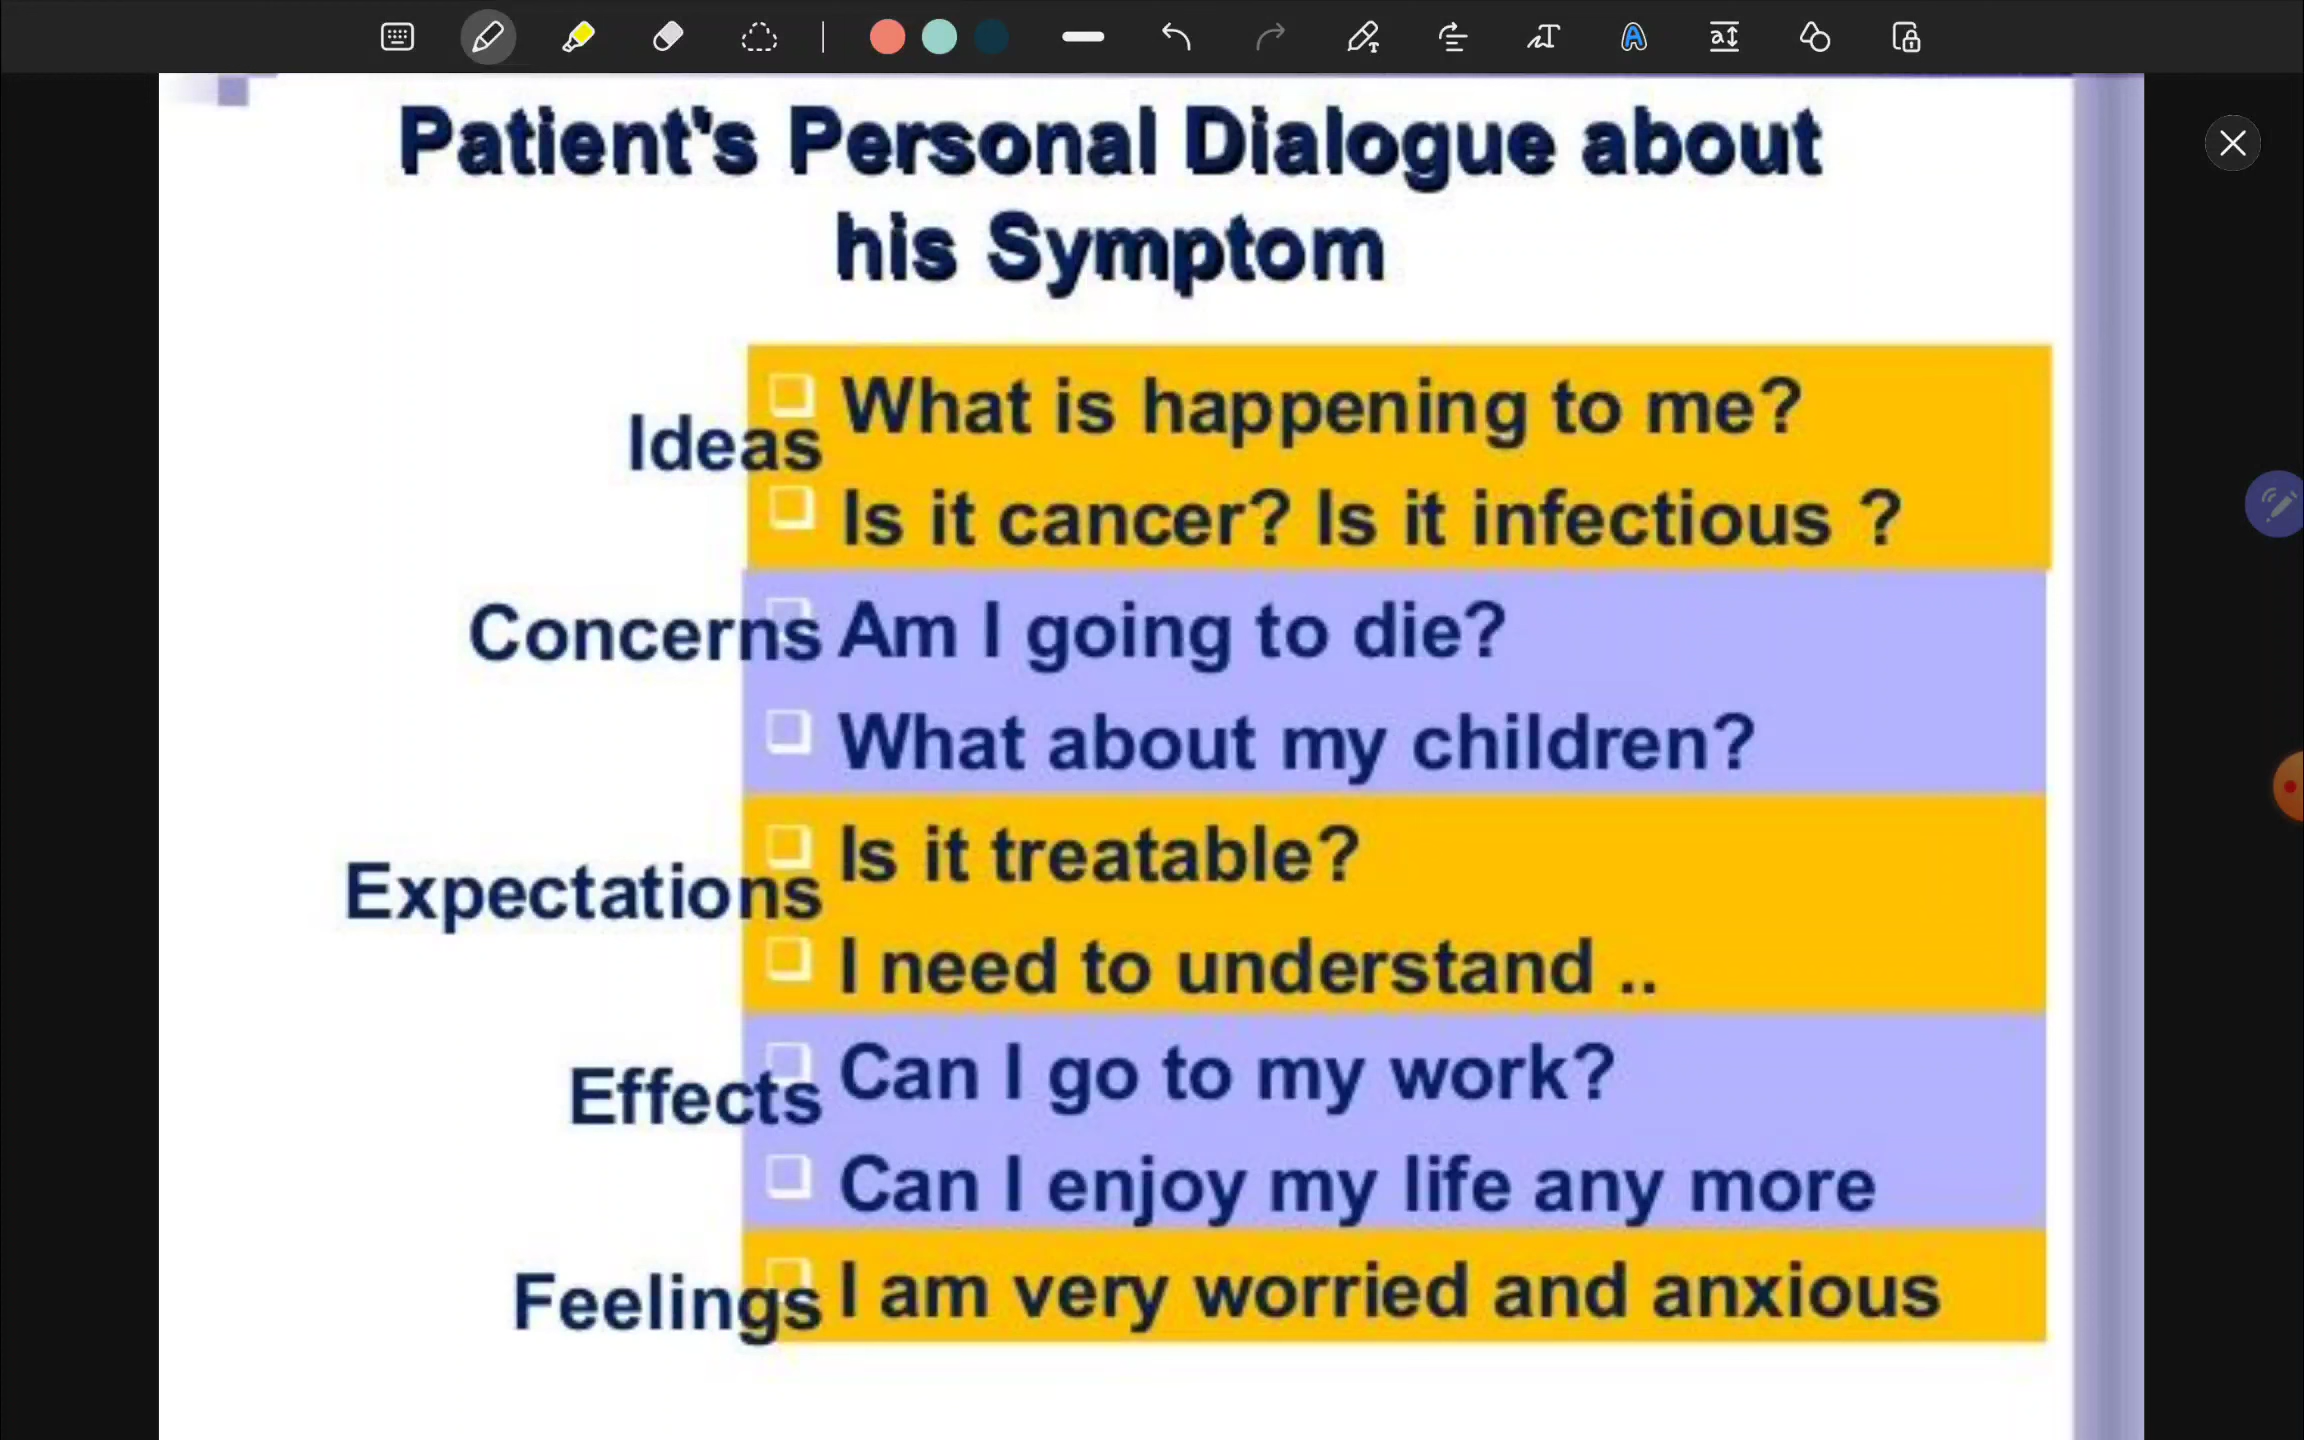 Patient's Personal Dialogue about
his Symptom
Ideas
What is happening to me?
Is it cancer? Is it infectious ?
Concerns
Am I going to die?
What about my children?
Expectations
Is it treatable?
I need to understand ..
Effects
Can I go to my work?
Can I enjoy my life any more
Feelings
I am very worried and anxious